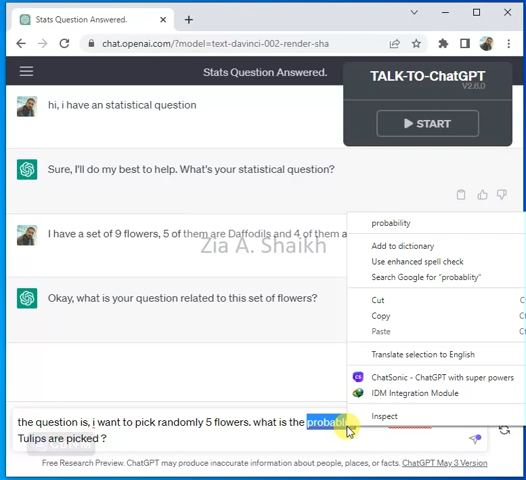 Stats Question Answered.
chat.openai.com/?model=text-davinci-002-render-sha
Stats Question Answered.
TALK-TO-ChatGPT
V2.8.0
START
hi, i have an statistical question
Sure, I'll do my best to help. What's your statistical question?
I have a set of 9 flowers, 5 of them are Daffodils and 4 of them a
Zia A. Shaikh
Okay, what is your question related to this set of flowers?
probability
Add to dictionary
Use enhanced spell check
Search Google for "probablity"
Cut
Copy
Paste
Translate selection to English
ChatSonic - ChatGPT with super powers
IDM Integration Module
Inspect
the question is, i want to pick randomly 5 flowers. what is the
Tulips are picked ?
Free Research Preview. ChatGPT may produce inaccurate information about people, places, or facts. ChatGPT May 3 Version